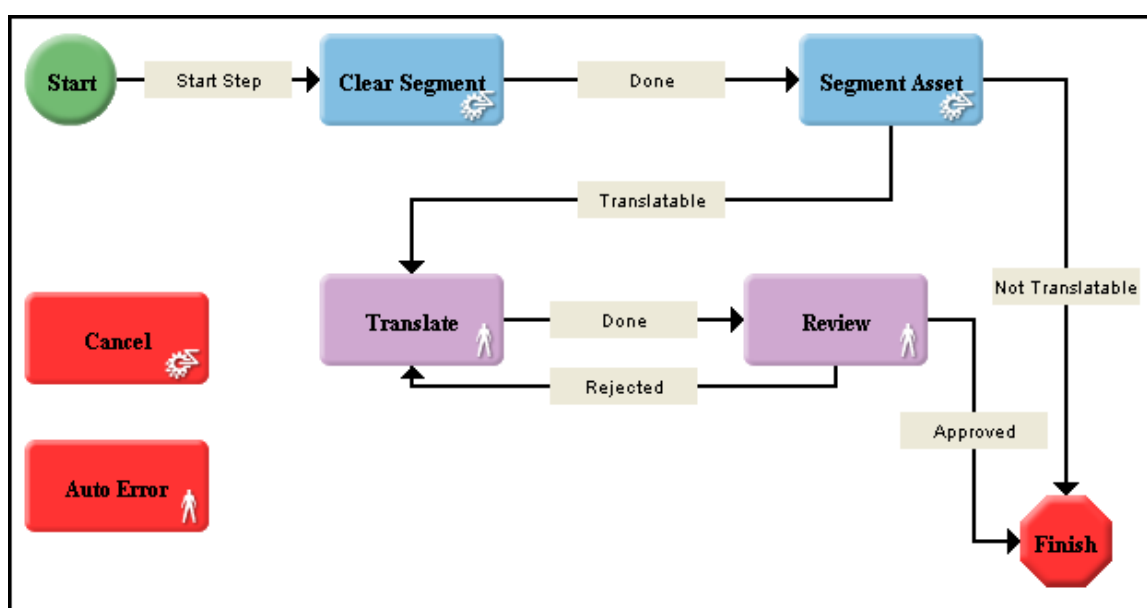 Start
Start Step
Clear Segment
Done
Segment Asset
Translatable
Not Translatable
Translate
Done
Review
Cancel
Rejected
Approved
Auto Error
Finish